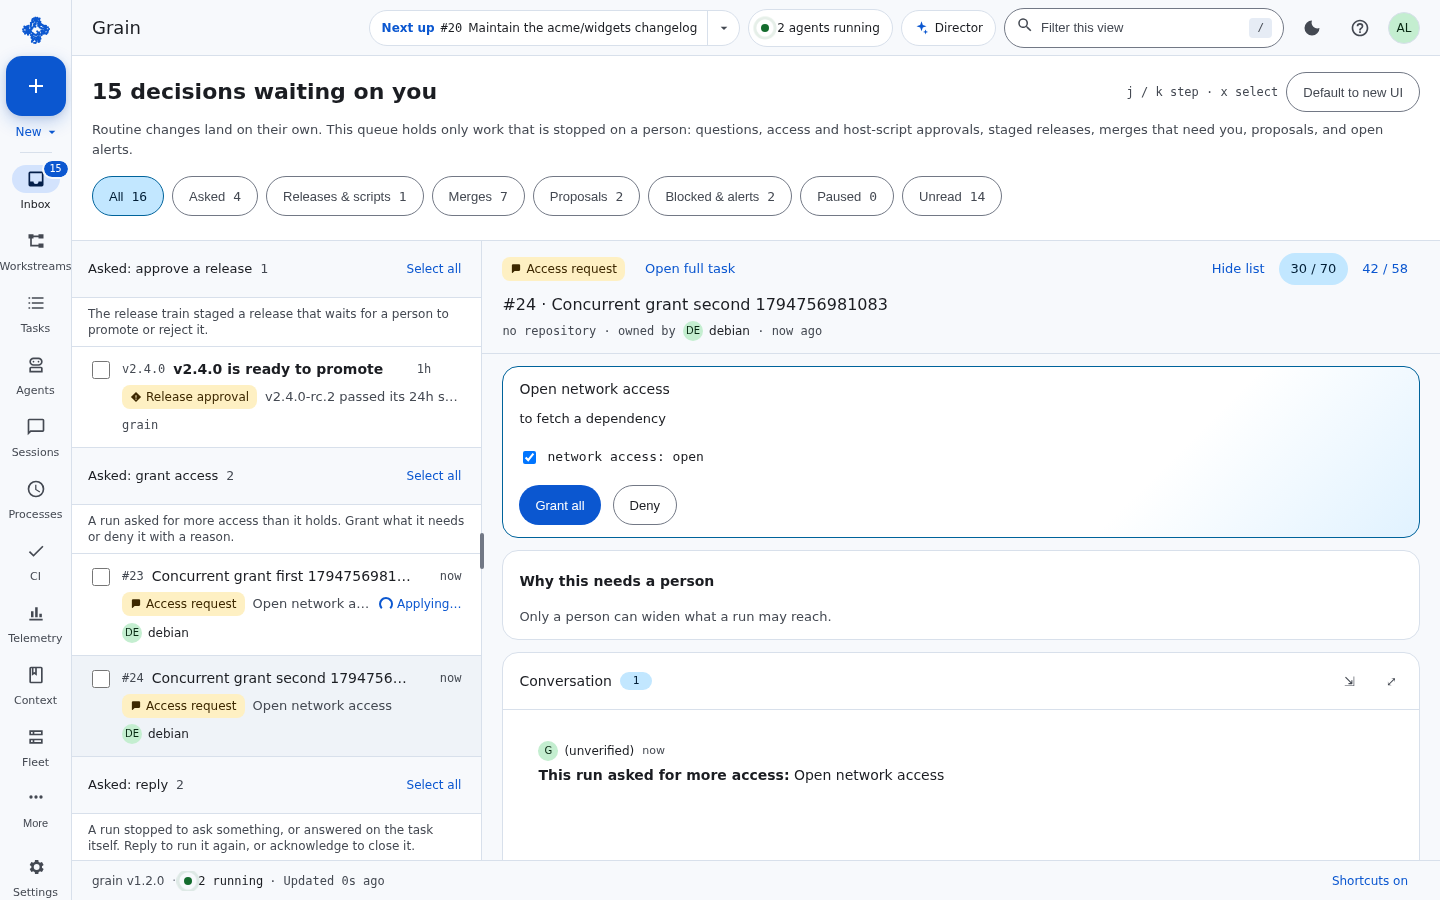 Grain
Next up #20 Maintain the acme/widgets changelog
2 agents running
Director
Filter this view /
AL
New
15
Inbox
Workstreams
Tasks
Agents
Sessions
Processes
CI
Telemetry
Context
Fleet
More
Settings
15 decisions waiting on you
j / k step · x select
Default to new UI
Routine changes land on their own. This queue holds only work that is stopped on a person: questions, access and host-script approvals, staged releases, merges that need you, proposals, and open
alerts.
All 16
Asked 4
Releases & scripts 1
Merges 7
Proposals 2
Blocked & alerts 2
Paused 0
Unread 14
Asked: approve a release 1
Select all
The release train staged a release that waits for a person to
promote or reject it.
v2.4.0 v2.4.0 is ready to promote 1h
Release approval v2.4.0-rc.2 passed its 24h s…
grain
Asked: grant access 2
Select all
A run asked for more access than it holds. Grant what it needs
or deny it with a reason.
#23 Concurrent grant first 1794756981… now
Access request Open network a… Applying…
DE debian
#24 Concurrent grant second 1794756… now
Access request Open network access
DE debian
Asked: reply 2
Select all
A run stopped to ask something, or answered on the task
itself. Reply to run it again, or acknowledge to close it.
Access request
Open full task
Hide list
30 / 70
42 / 58
#24 · Concurrent grant second 1794756981083
no repository · owned by DE debian · now ago
Open network access
to fetch a dependency
network access: open
Grant all
Deny
Why this needs a person
Only a person can widen what a run may reach.
Conversation 1
G (unverified) now
This run asked for more access: Open network access
grain v1.2.0 · 2 running · Updated 0s ago
Shortcuts on